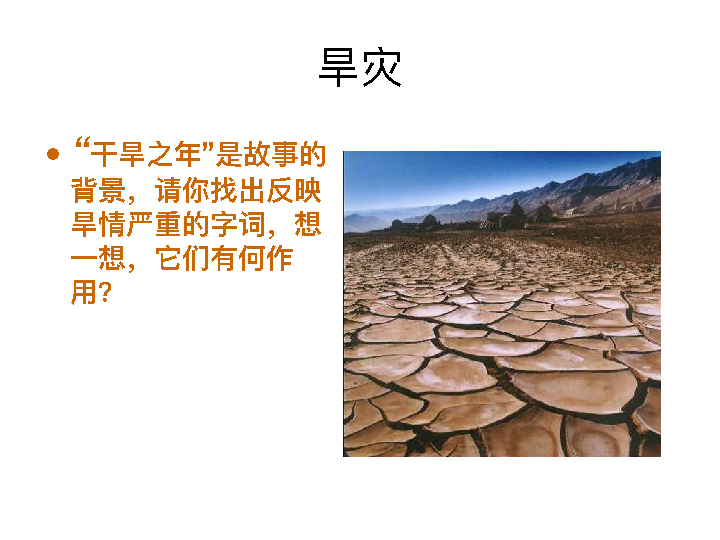 旱灾
• “干旱之年”是故事的
背景，请你找出反映
旱情严重的字词，想
一想，它们有何作
用？